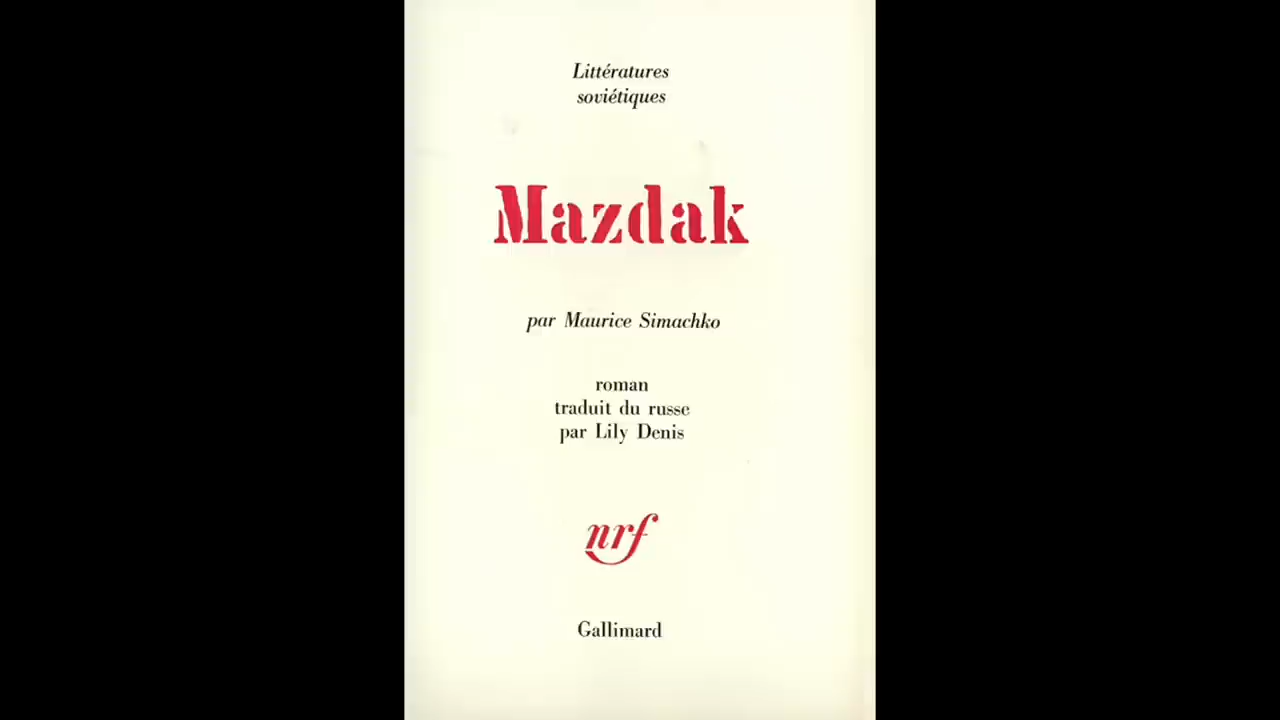 Littératures
soviétiques
Mazdak
par Maurice Simachko
roman
traduit du russe
par Lily Denis
nrf
Gallimard